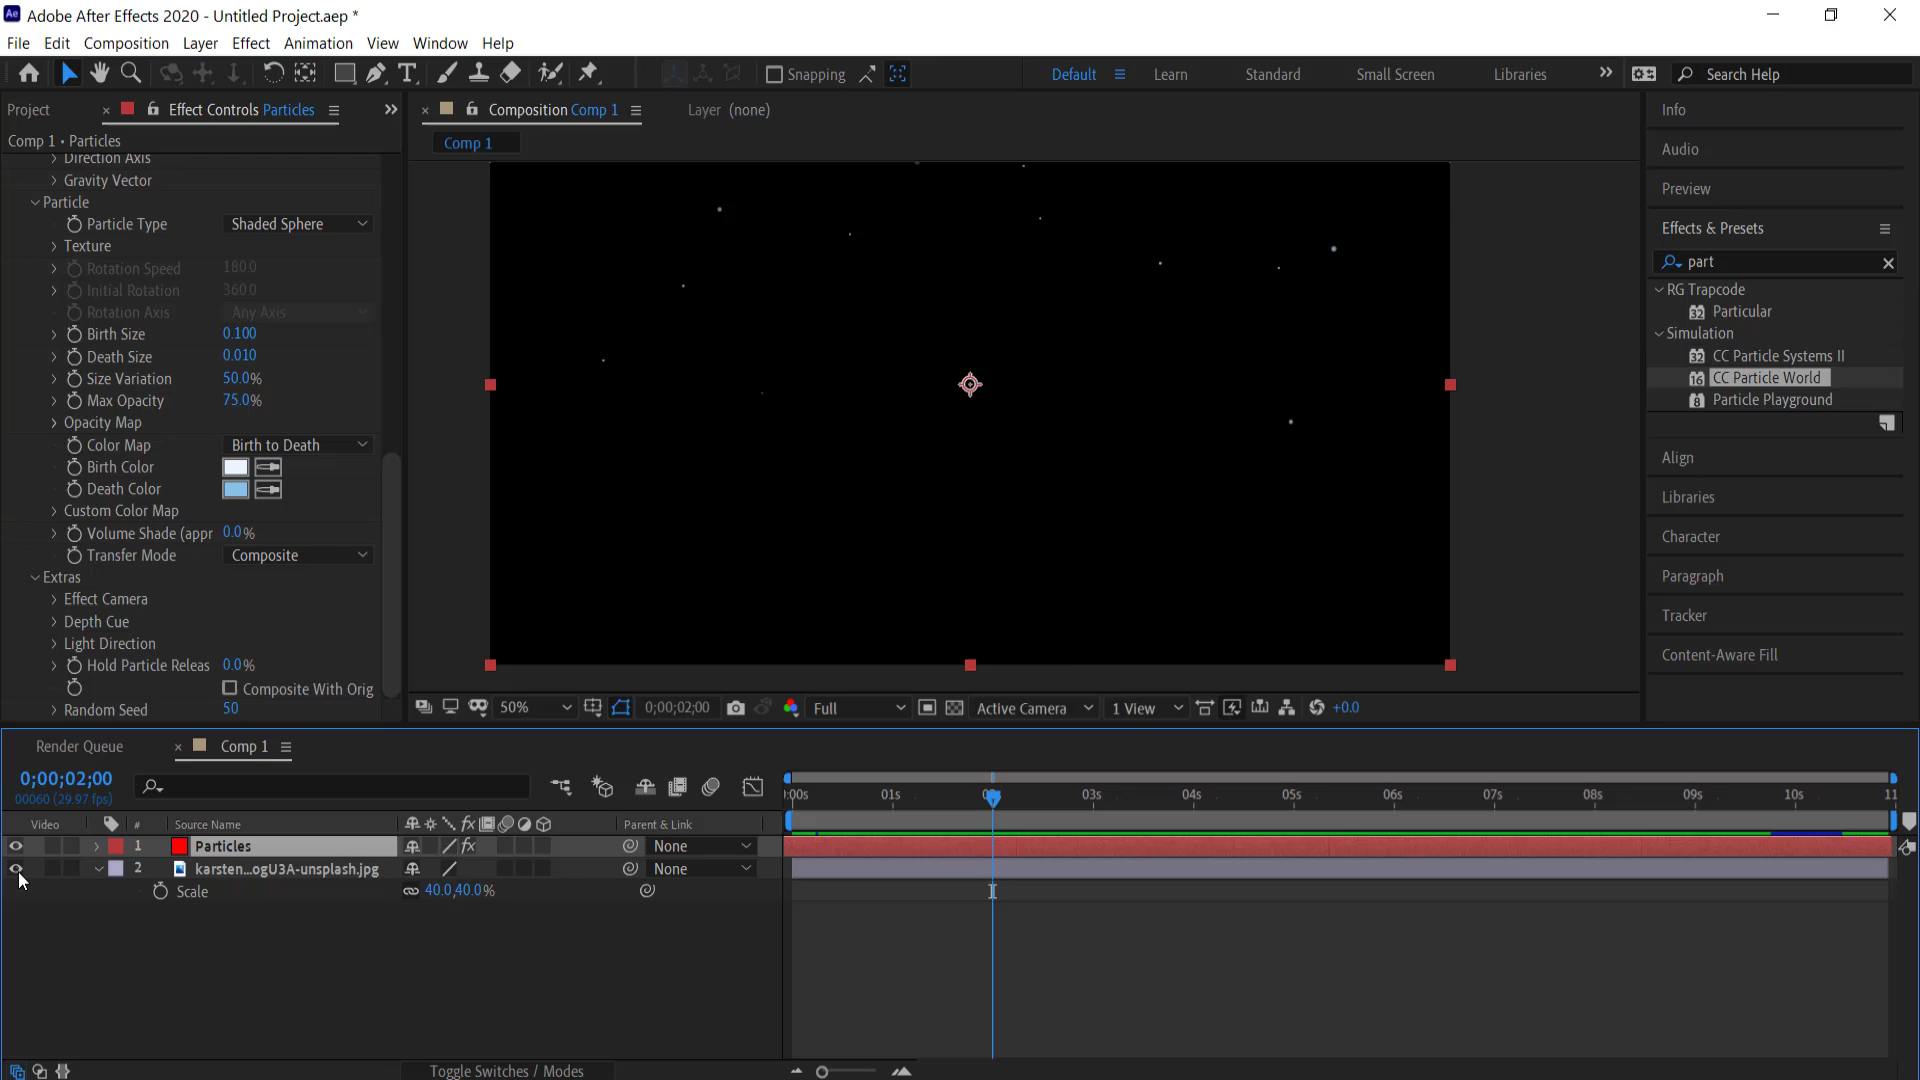 Adobe After Effects 2020 - Untitled Project.aep *
File Edit Composition Layer Effect Animation View Window Help
Snapping Default Learn Standard Small Screen Libraries Search Help
Project Effect Controls Particles Composition Comp 1 Layer (none) Info
Comp 1 • Particles
Comp 1
Direction Axis
Gravity Vector
Particle
Particle Type Shaded Sphere
Texture
Rotation Speed 180.0
Initial Rotation 360.0
Rotation Axis Any Axis
Birth Size 0.100
Death Size 0.010
Size Variation 50.0%
Max Opacity 75.0%
Opacity Map
Color Map Birth to Death
Birth Color
Death Color
Custom Color Map
Volume Shade (appr 0.0%
Transfer Mode Composite
Extras
Effect Camera
Depth Cue
Light Direction
Hold Particle Releas 0.0%
Composite With Orig
Random Seed 50
50% 0;00;02;00 Full Active Camera 1 View +0.0
Audio
Preview
Effects & Presets
part
RG Trapcode
32 Particular
Simulation
32 CC Particle Systems II
16 CC Particle World
8 Particle Playground
Align
Libraries
Character
Paragraph
Tracker
Content-Aware Fill
Render Queue Comp 1
0;00;02;00
00060 (29.97 fps)
:00s 01s 03s 04s 05s 06s 07s 08s 09s 10s 11
Video # Source Name fx Parent & Link
1 Particles fx None
2 karsten...ogU3A-unsplash.jpg None
Scale 40.0,40.0%
Toggle Switches / Modes